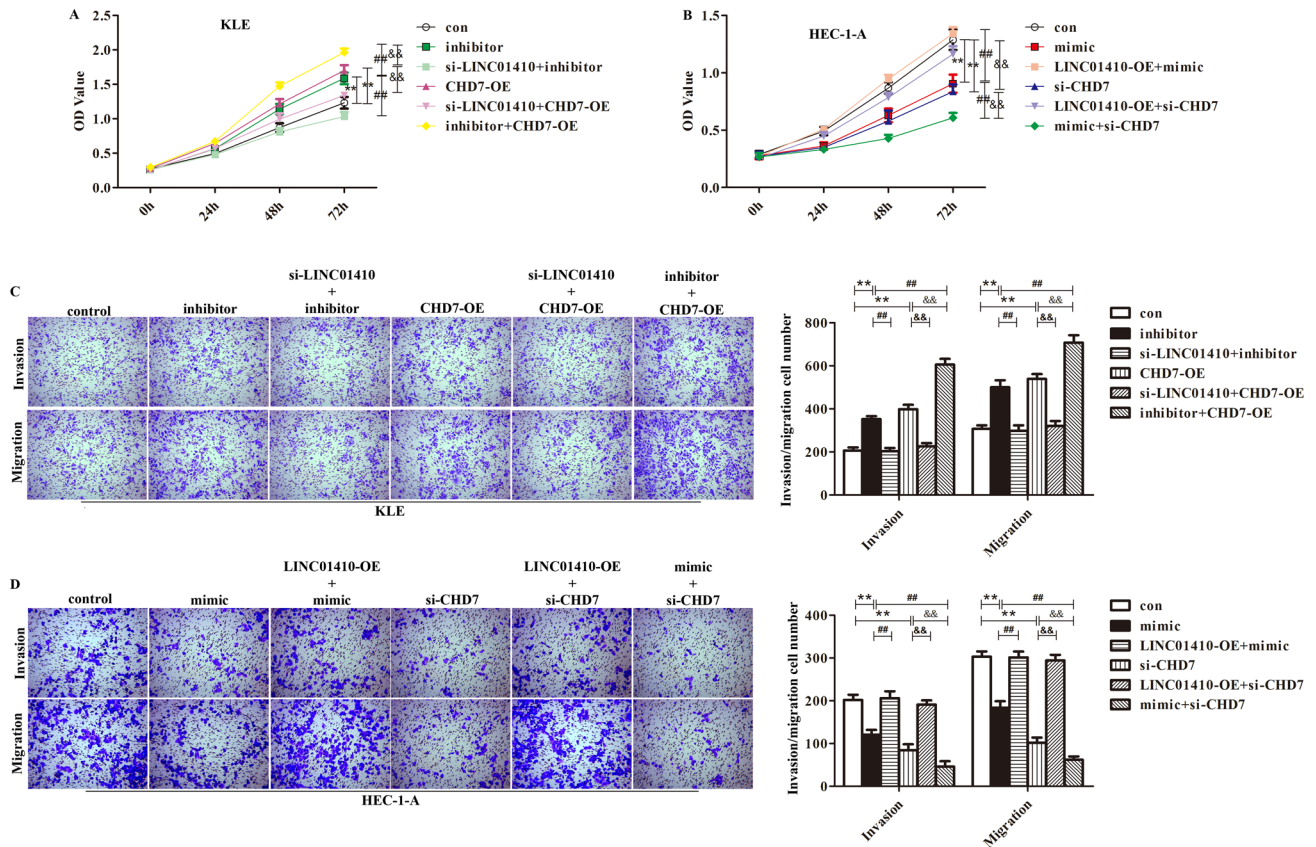 A
KLE
OD Value
2.5
2.0
1.5
1.0
0.5
0.0
0h
24h
48h
72h
**
**
##
##
&&
&&
con
inhibitor
si-LINC01410+inhibitor
CHD7-OE
si-LINC01410+CHD7-OE
inhibitor+CHD7-OE
B
HEC-1-A
OD Value
1.5
1.0
0.5
0.0
0h
24h
48h
72h
**
**
##
##
&&
&&
con
mimic
LINC01410-OE+mimic
si-CHD7
LINC01410-OE+si-CHD7
mimic+si-CHD7
C
control
inhibitor
si-LINC01410
+
inhibitor
CHD7-OE
si-LINC01410
+
CHD7-OE
inhibitor
+
CHD7-OE
Invasion
Migration
KLE
Invasion/migration cell number
800
600
400
200
0
** ## ** &&
## &&
** ## ** &&
## &&
Invasion
Migration
con
inhibitor
si-LINC01410+inhibitor
CHD7-OE
si-LINC01410+CHD7-OE
inhibitor+CHD7-OE
D
control
mimic
LINC01410-OE
+
mimic
si-CHD7
LINC01410-OE
+
si-CHD7
mimic
+
si-CHD7
Invasion
Migration
HEC-1-A
Invasion/migration cell number
400
300
200
100
0
** ## ** &&
## &&
** ## ** &&
## &&
Invasion
Migration
con
mimic
LINC01410-OE+mimic
si-CHD7
LINC01410-OE+si-CHD7
mimic+si-CHD7